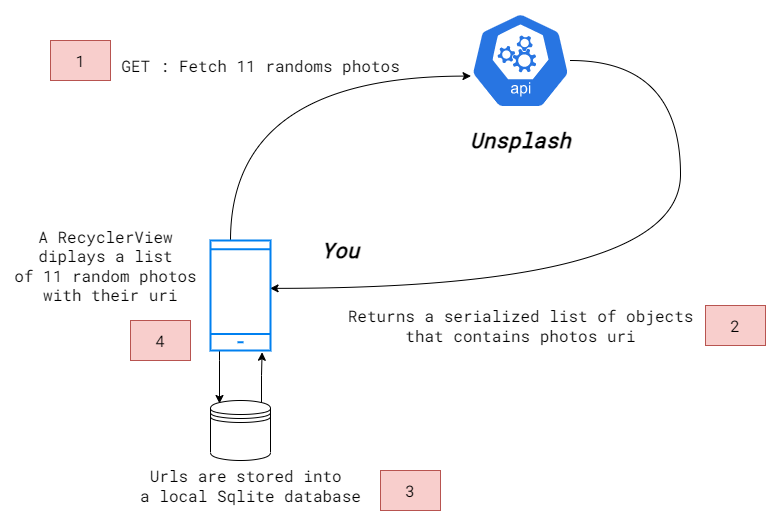 1
GET : Fetch 11 randoms photos
api
Unsplash
You
A RecyclerView
diplays a list
of 11 random photos
with their uri
4
Returns a serialized list of objects
that contains photos uri
2
Urls are stored into
a local Sqlite database
3